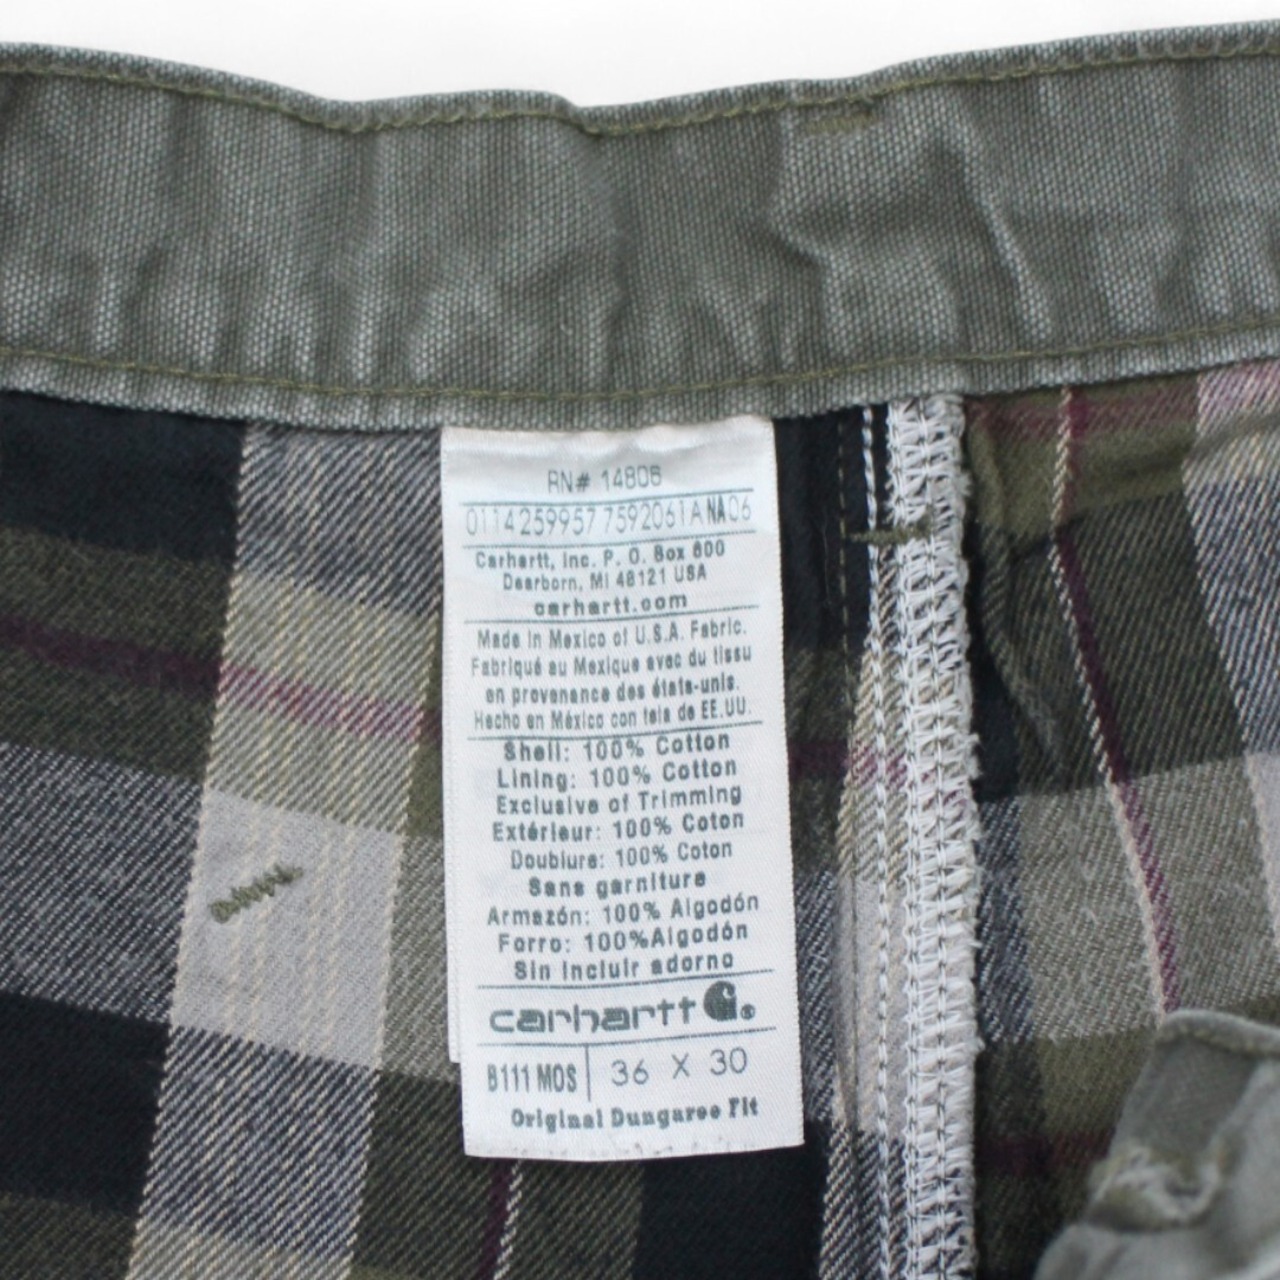 RN# 14806
01142599577592061A NA06
Carhartt, Inc. P. O. Box 600
Dearborn, MI 48121 USA
carhartt.com
Made in Mexico of U.S.A. Fabric.
Fabriqué au Mexique avec du tissu
en provenance des états-unis.
Hecho en México con tela de EE.UU.
Shell: 100% Cotton
Lining: 100% Cotton
Exclusive of Trimming
Extérieur: 100% Coton
Doublure: 100% Coton
Sans garniture
Armazón: 100% Algodón
Forro: 100%Algodón
Sin incluir adorno
carhartt®
B111 MOS 36 X 30
Original Dungaree Fit